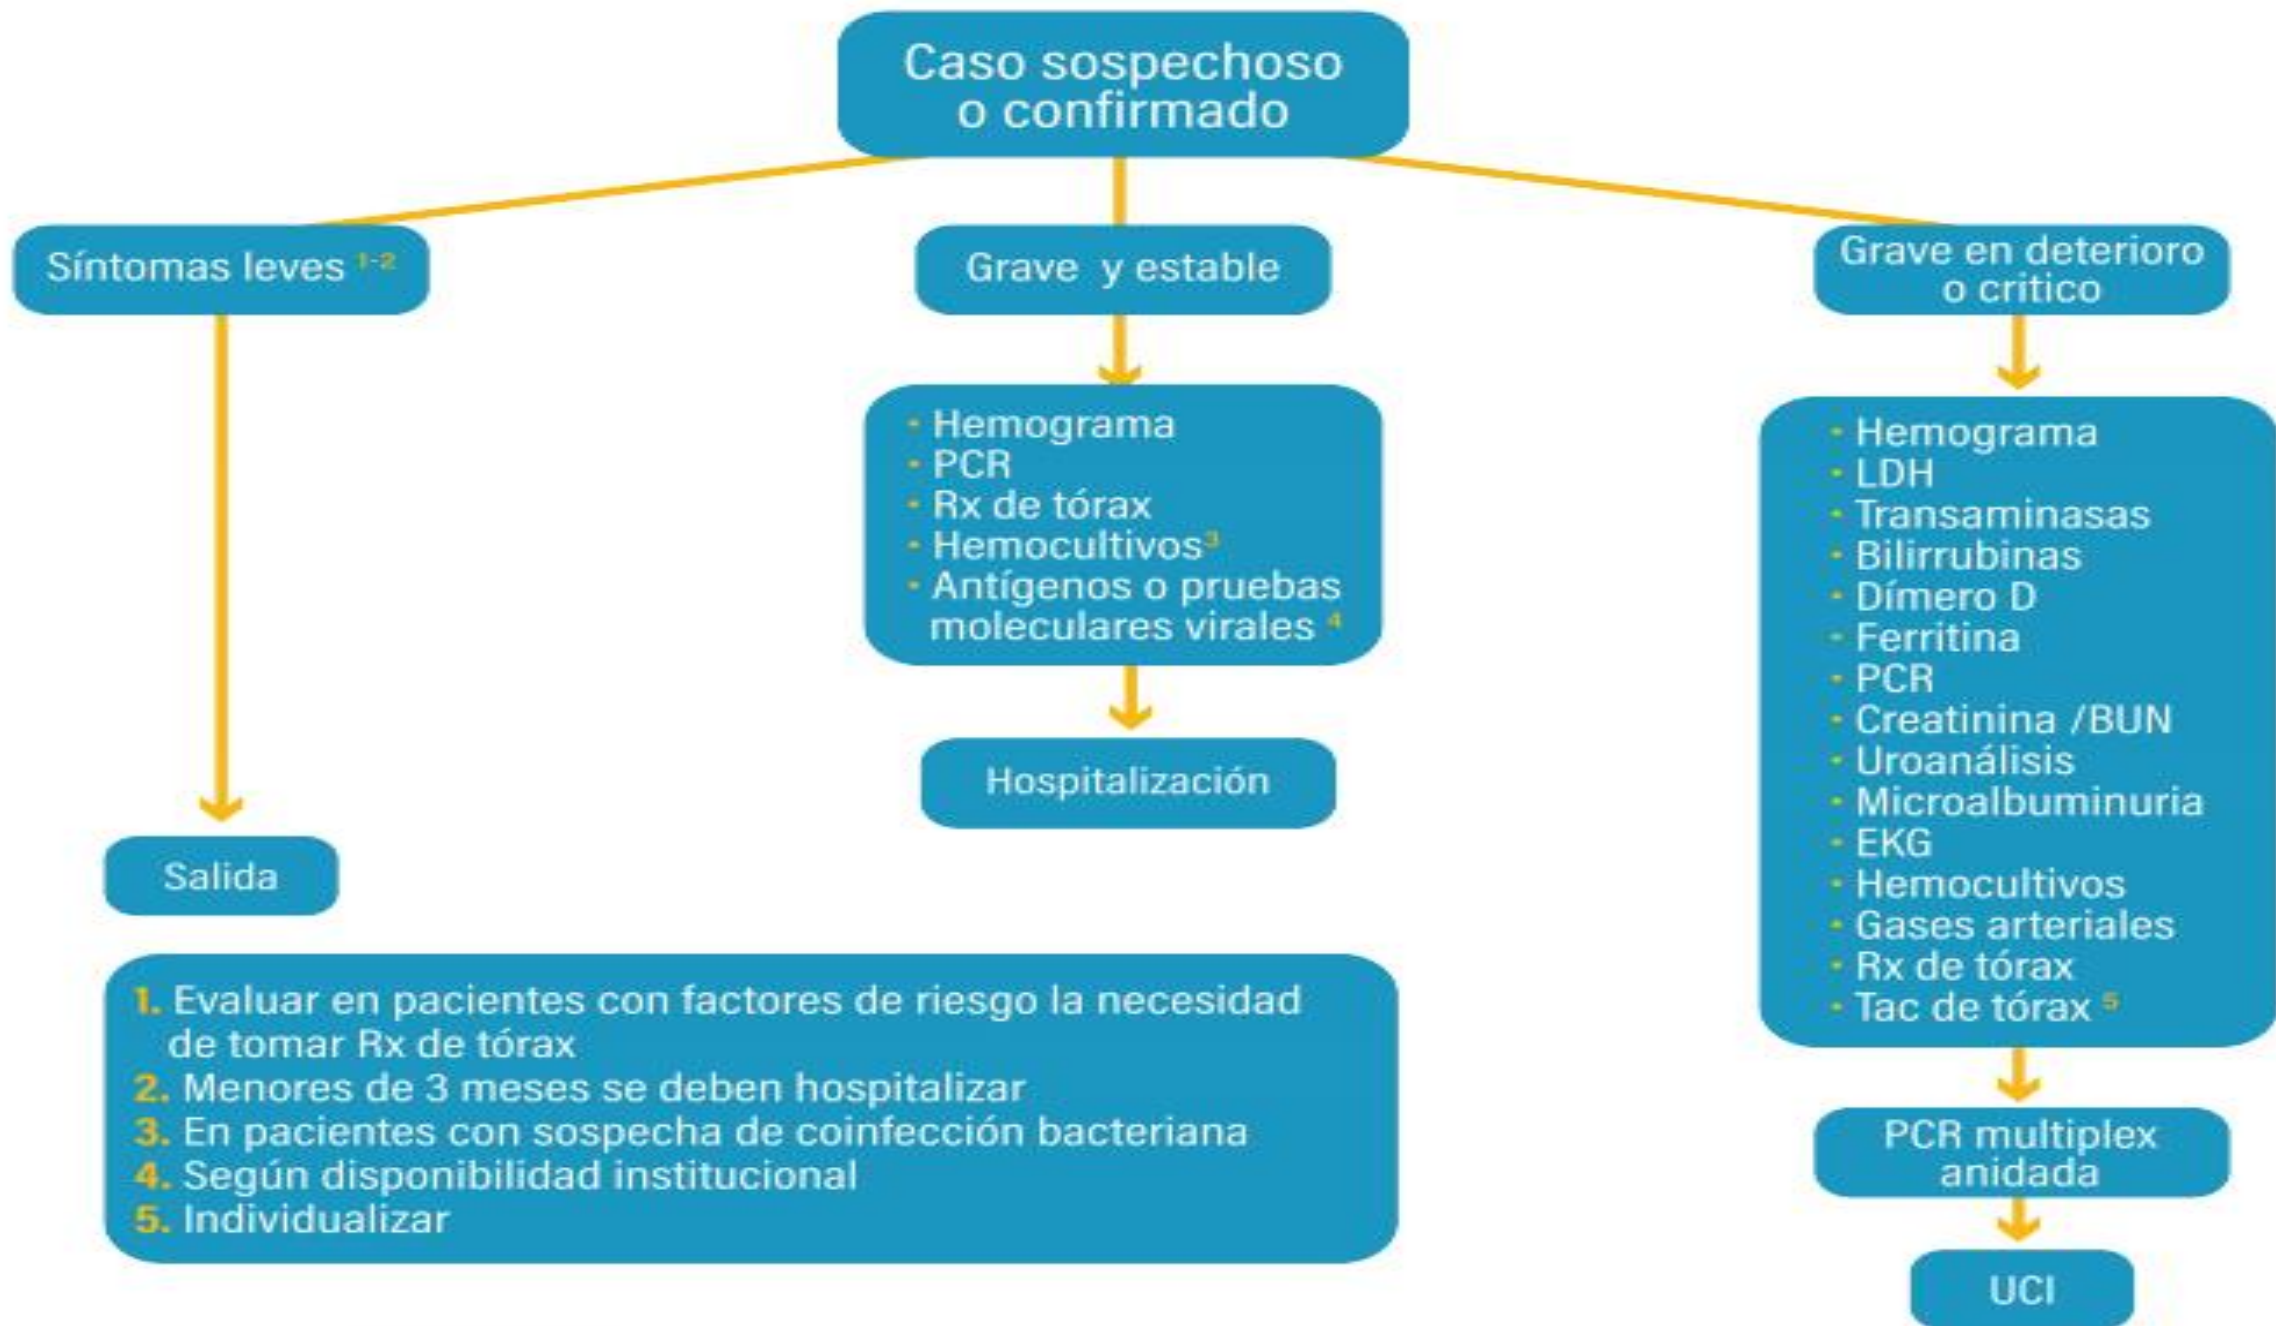 Caso sospechoso
o confirmado
Síntomas leves ¹⁻²
Grave y estable
Grave en deterioro
o critico
· Hemograma
· PCR
· Rx de tórax
· Hemocultivos³
· Antígenos o pruebas
moleculares virales ⁴
Hospitalización
Salida
· Hemograma
· LDH
· Transaminasas
· Bilirrubinas
· Dímero D
· Ferritina
· PCR
· Creatinina /BUN
· Uroanálisis
· Microalbuminuria
· EKG
· Hemocultivos
· Gases arteriales
· Rx de tórax
· Tac de tórax ⁵
PCR multiplex
anidada
UCI
1. Evaluar en pacientes con factores de riesgo la necesidad
de tomar Rx de tórax
2. Menores de 3 meses se deben hospitalizar
3. En pacientes con sospecha de coinfección bacteriana
4. Según disponibilidad institucional
5. Individualizar